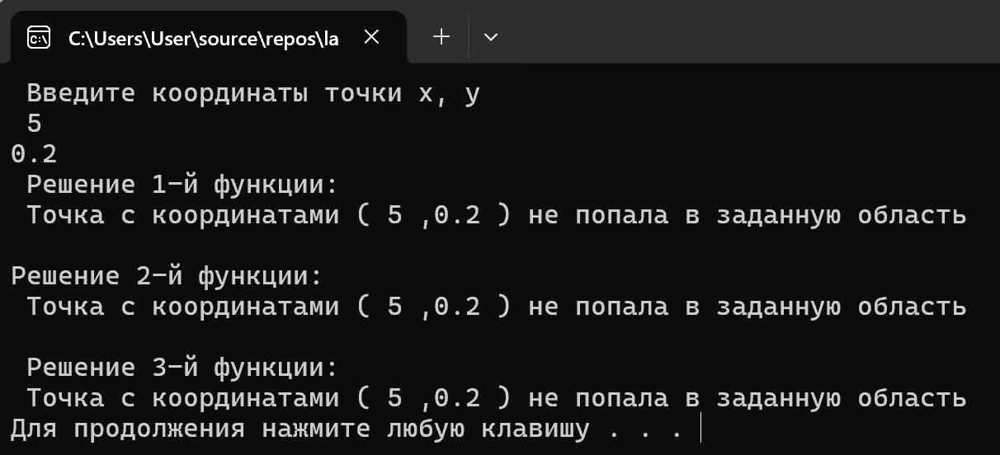 C:\Users\User\source\repos\la
Введите координаты точки x, y
5
0.2
Решение 1-й функции:
Точка с координатами ( 5 ,0.2 ) не попала в заданную область
Решение 2-й функции:
Точка с координатами ( 5 ,0.2 ) не попала в заданную область
Решение 3-й функции:
Точка с координатами ( 5 ,0.2 ) не попала в заданную область
Для продолжения нажмите любую клавишу . . .